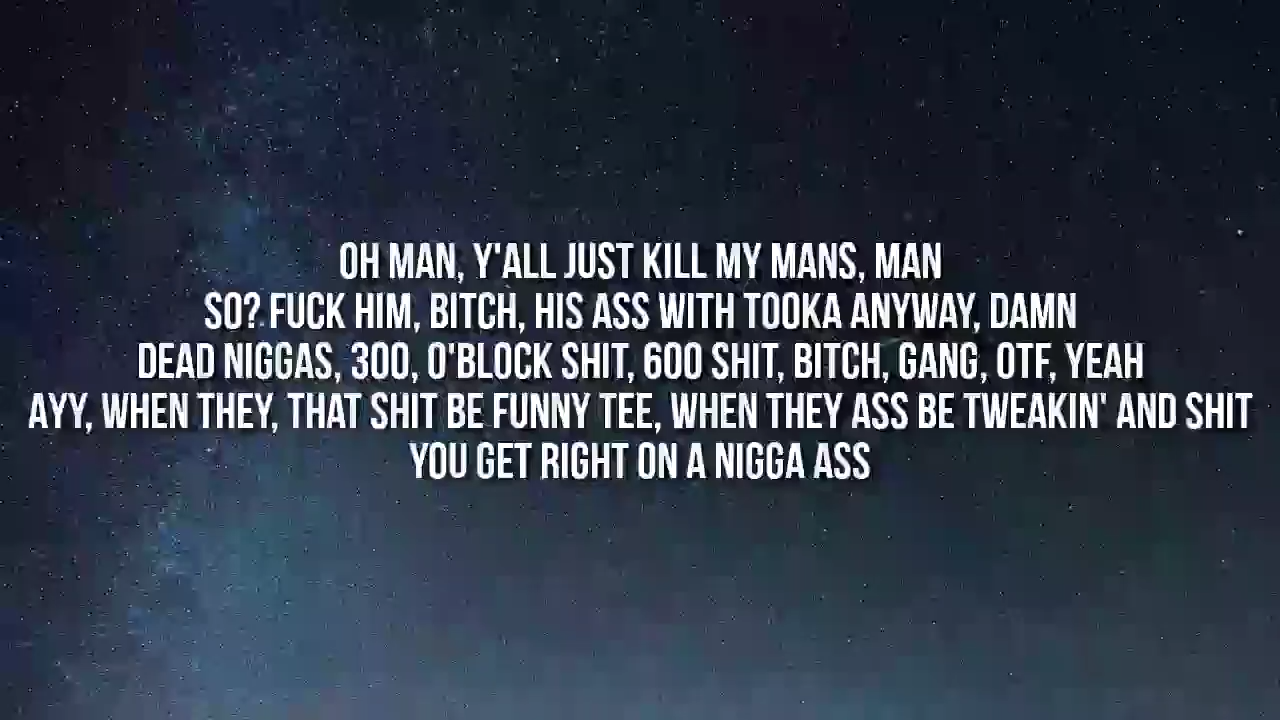 OH MAN, Y'ALL JUST KILL MY MANS, MAN
SO? FUCK HIM, BITCH, HIS ASS WITH TOOKA ANYWAY, DAMN
DEAD NIGGAS, 300, O'BLOCK SHIT, 600 SHIT, BITCH, GANG, OTF, YEAH
AYY, WHEN THEY, THAT SHIT BE FUNNY TEE, WHEN THEY ASS BE TWEAKIN' AND SHIT
YOU GET RIGHT ON A NIGGA ASS